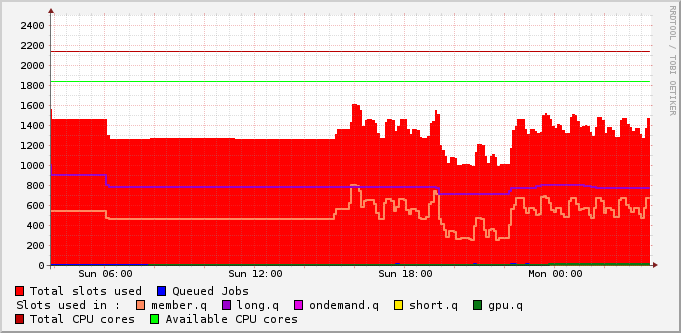 RRDTOOL / TOBI OETIKER
2400
2200
2000
1800
1600
1400
1200
1000
800
600
400
200
0
Sun 06:00 Sun 12:00 Sun 18:00 Mon 00:00
Total slots used Queued Jobs
Slots used in : member.q long.q ondemand.q short.q gpu.q
Total CPU cores Available CPU cores